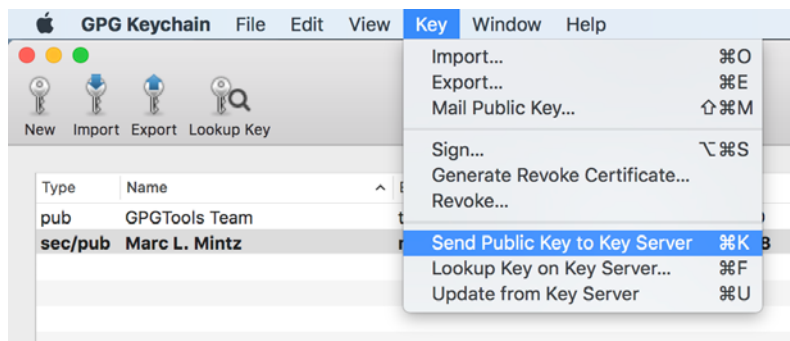 GPG Keychain File Edit View Key Window Help
New Import Export Lookup Key
Import... ⌘O
Export... ⌘E
Mail Public Key... ⇧⌘M
Sign... ⌥⌘S
Generate Revoke Certificate...
Revoke...
Send Public Key to Key Server ⌘K
Lookup Key on Key Server... ⌘F
Update from Key Server ⌘U
Type Name
pub GPGTools Team
sec/pub Marc L. Mintz